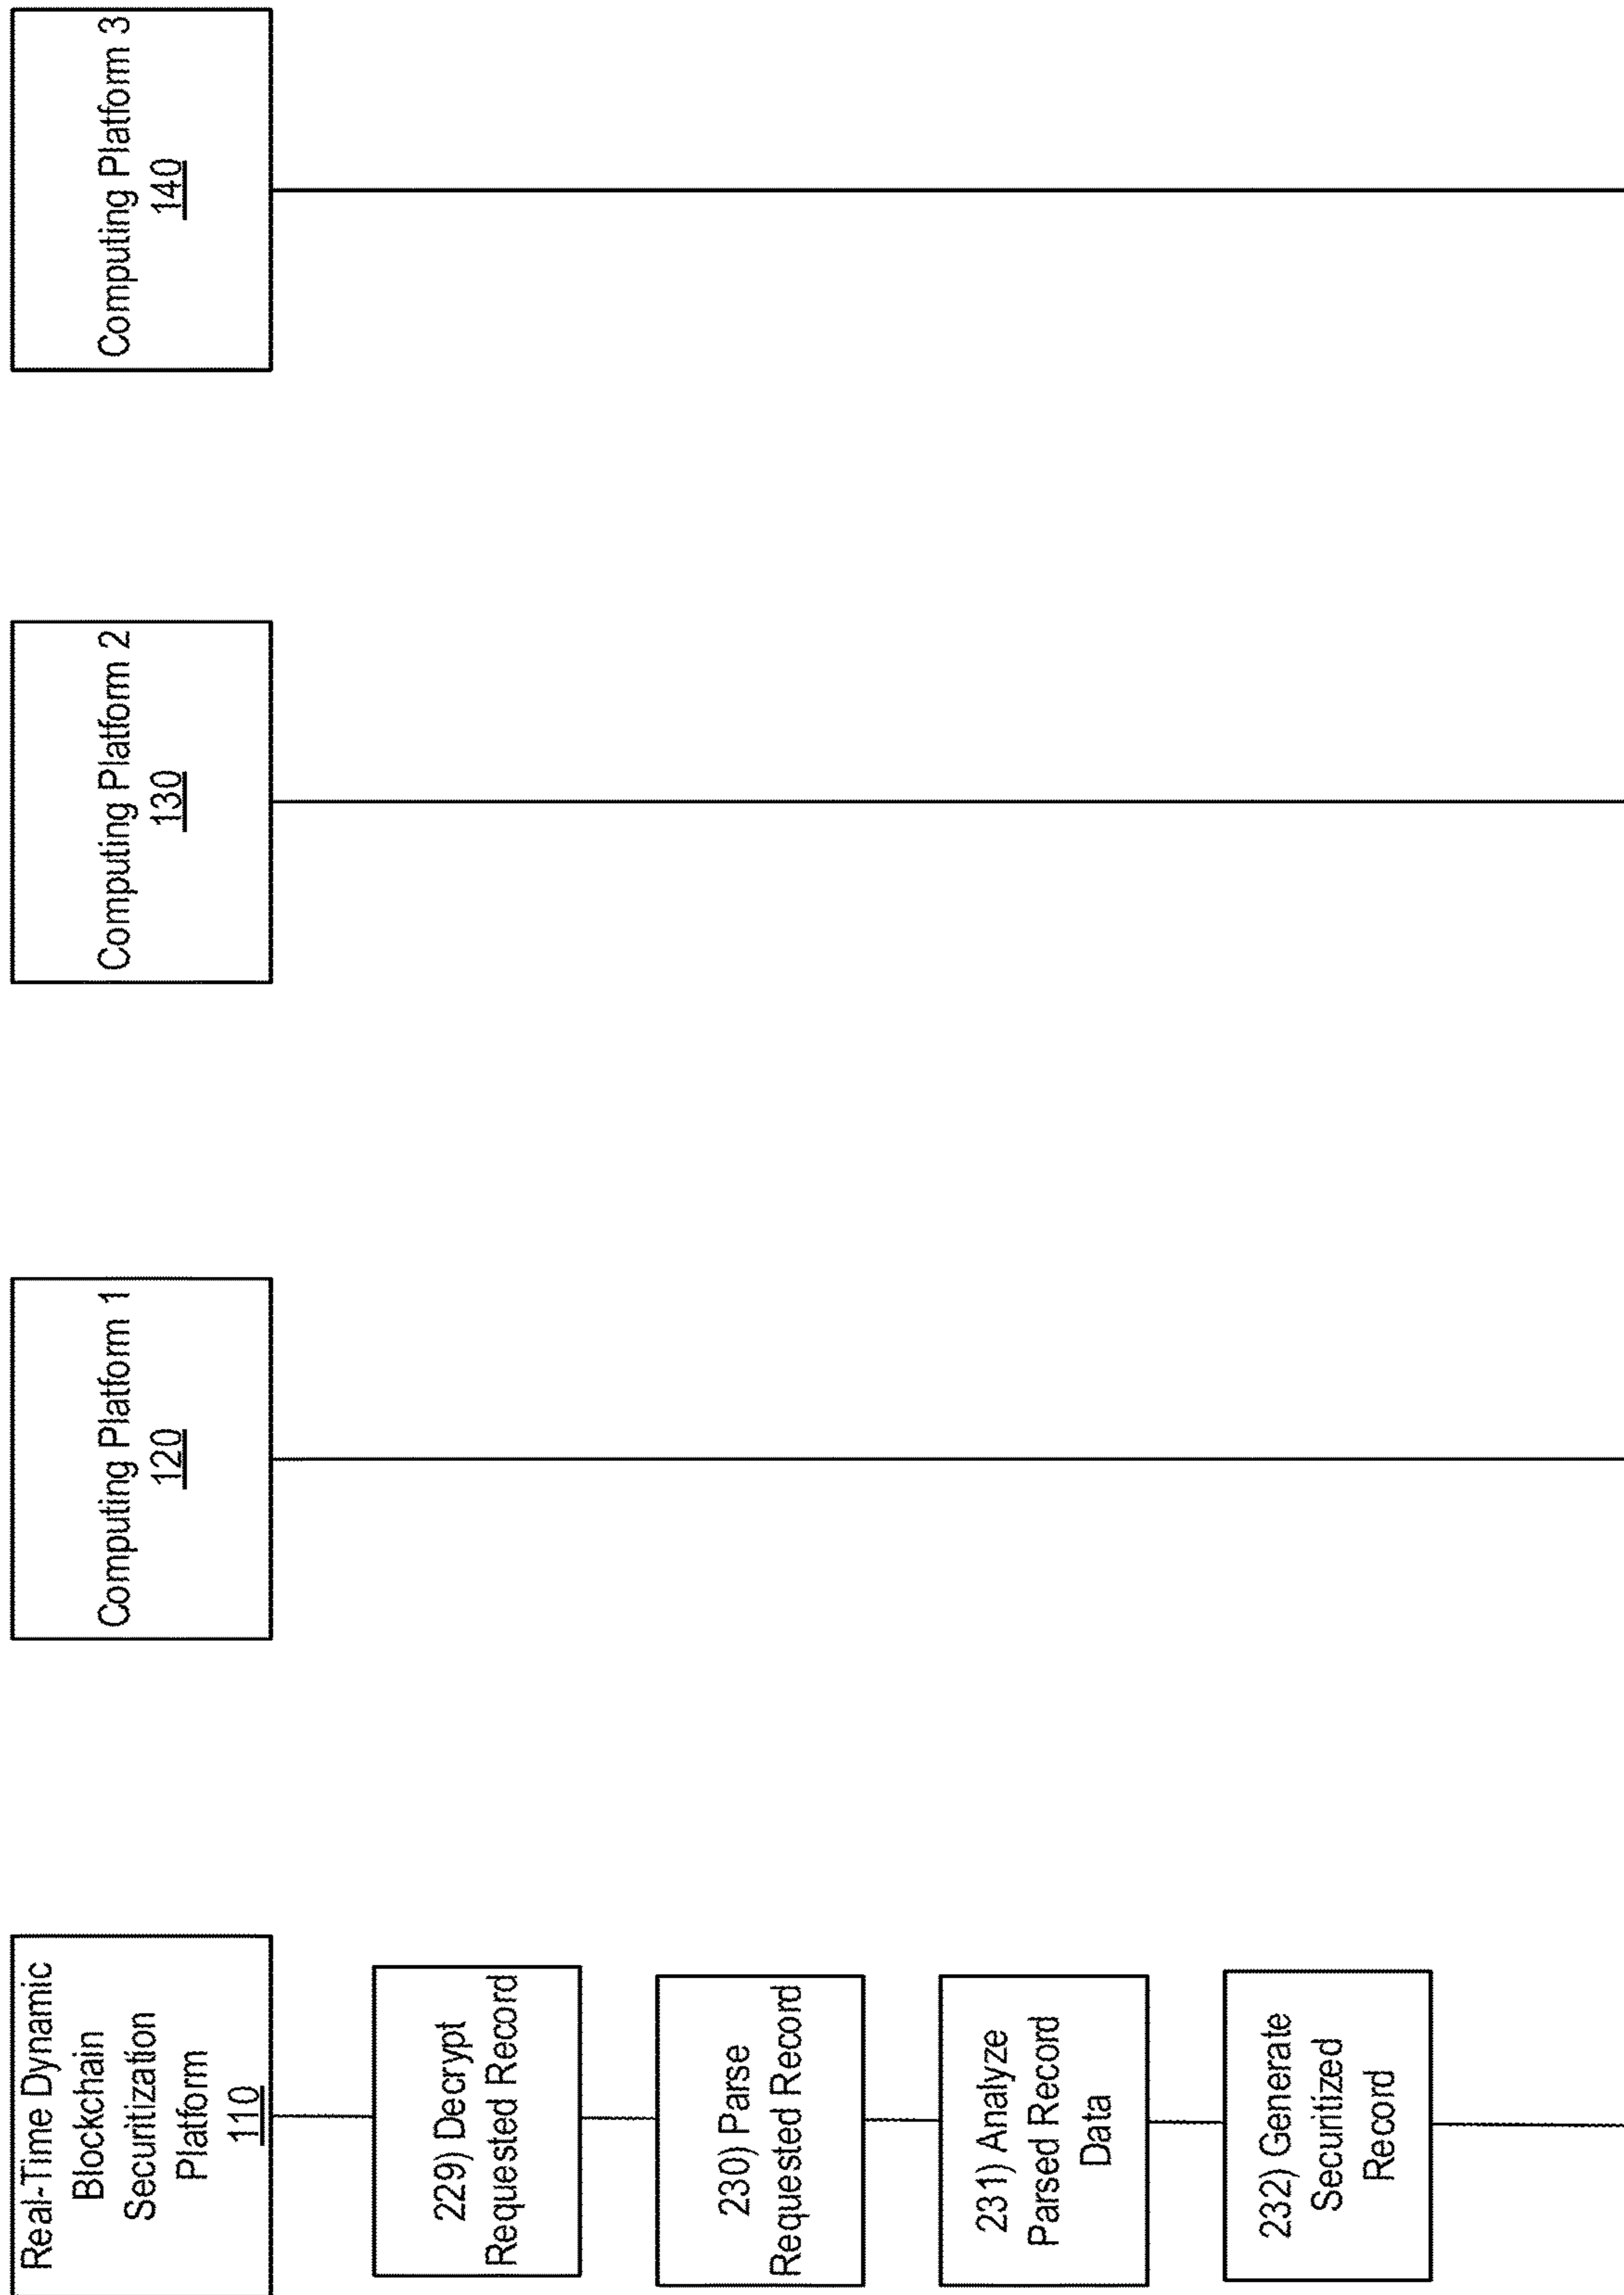 Real-Time Dynamic
Blockchain
Securitization
Platform
110
Computing Platform 1
120
Computing Platform 2
130
Computing Platform 3
140
229) Decrypt
Requested Record
230) Parse
Requested Record
231) Analyze
Parsed Record
Data
232) Generate
Securitized
Record